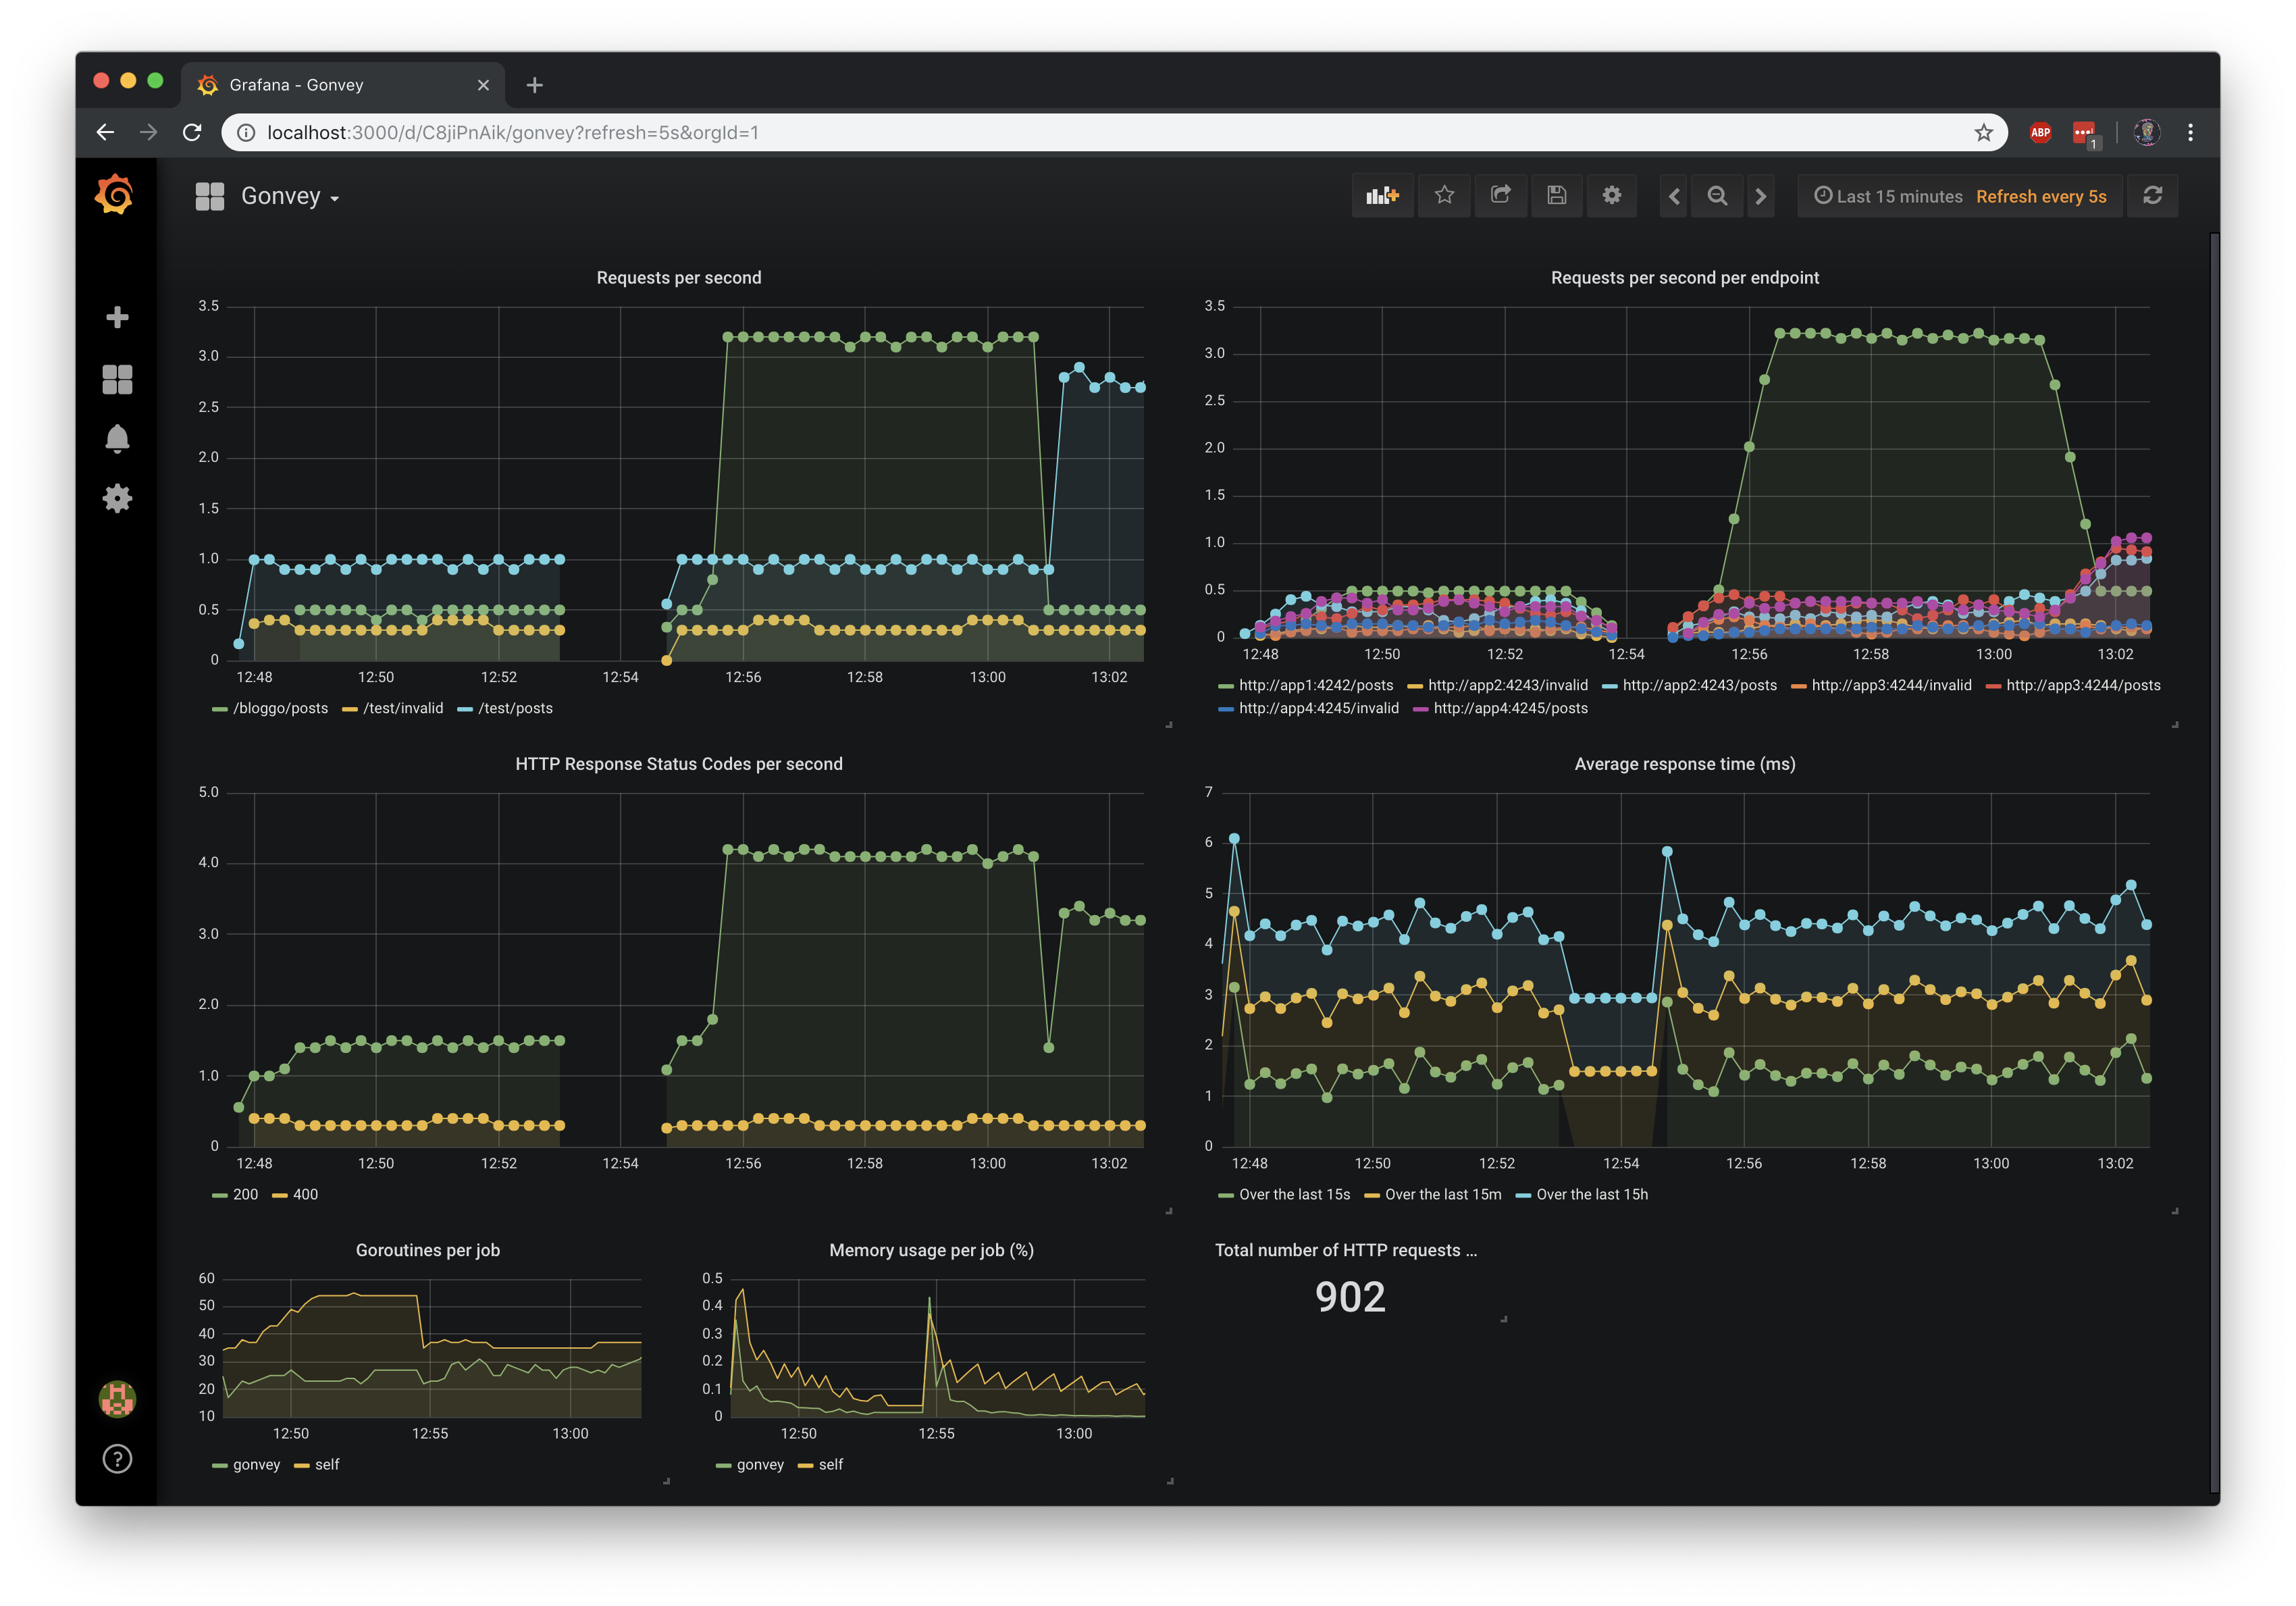 Grafana - Gonvey
localhost:3000/d/C8jiPnAik/gonvey?refresh=5s&orgId=1
ABP
1
Gonvey
Last 15 minutes Refresh every 5s
Requests per second
3.5
3.0
2.5
2.0
1.5
1.0
0.5
0
12:48 12:50 12:52 12:54 12:56 12:58 13:00 13:02
/bloggo/posts /test/invalid /test/posts
Requests per second per endpoint
3.5
3.0
2.5
2.0
1.5
1.0
0.5
0
12:48 12:50 12:52 12:54 12:56 12:58 13:00 13:02
http://app1:4242/posts http://app2:4243/invalid http://app2:4243/posts http://app3:4244/invalid http://app3:4244/posts
http://app4:4245/invalid http://app4:4245/posts
HTTP Response Status Codes per second
5.0
4.0
3.0
2.0
1.0
0
12:48 12:50 12:52 12:54 12:56 12:58 13:00 13:02
200 400
Average response time (ms)
7
6
5
4
3
2
1
0
12:48 12:50 12:52 12:54 12:56 12:58 13:00 13:02
Over the last 15s Over the last 15m Over the last 15h
Goroutines per job
60
50
40
30
20
10
12:50 12:55 13:00
gonvey self
Memory usage per job (%)
0.5
0.4
0.3
0.2
0.1
0
12:50 12:55 13:00
gonvey self
Total number of HTTP requests ...
902